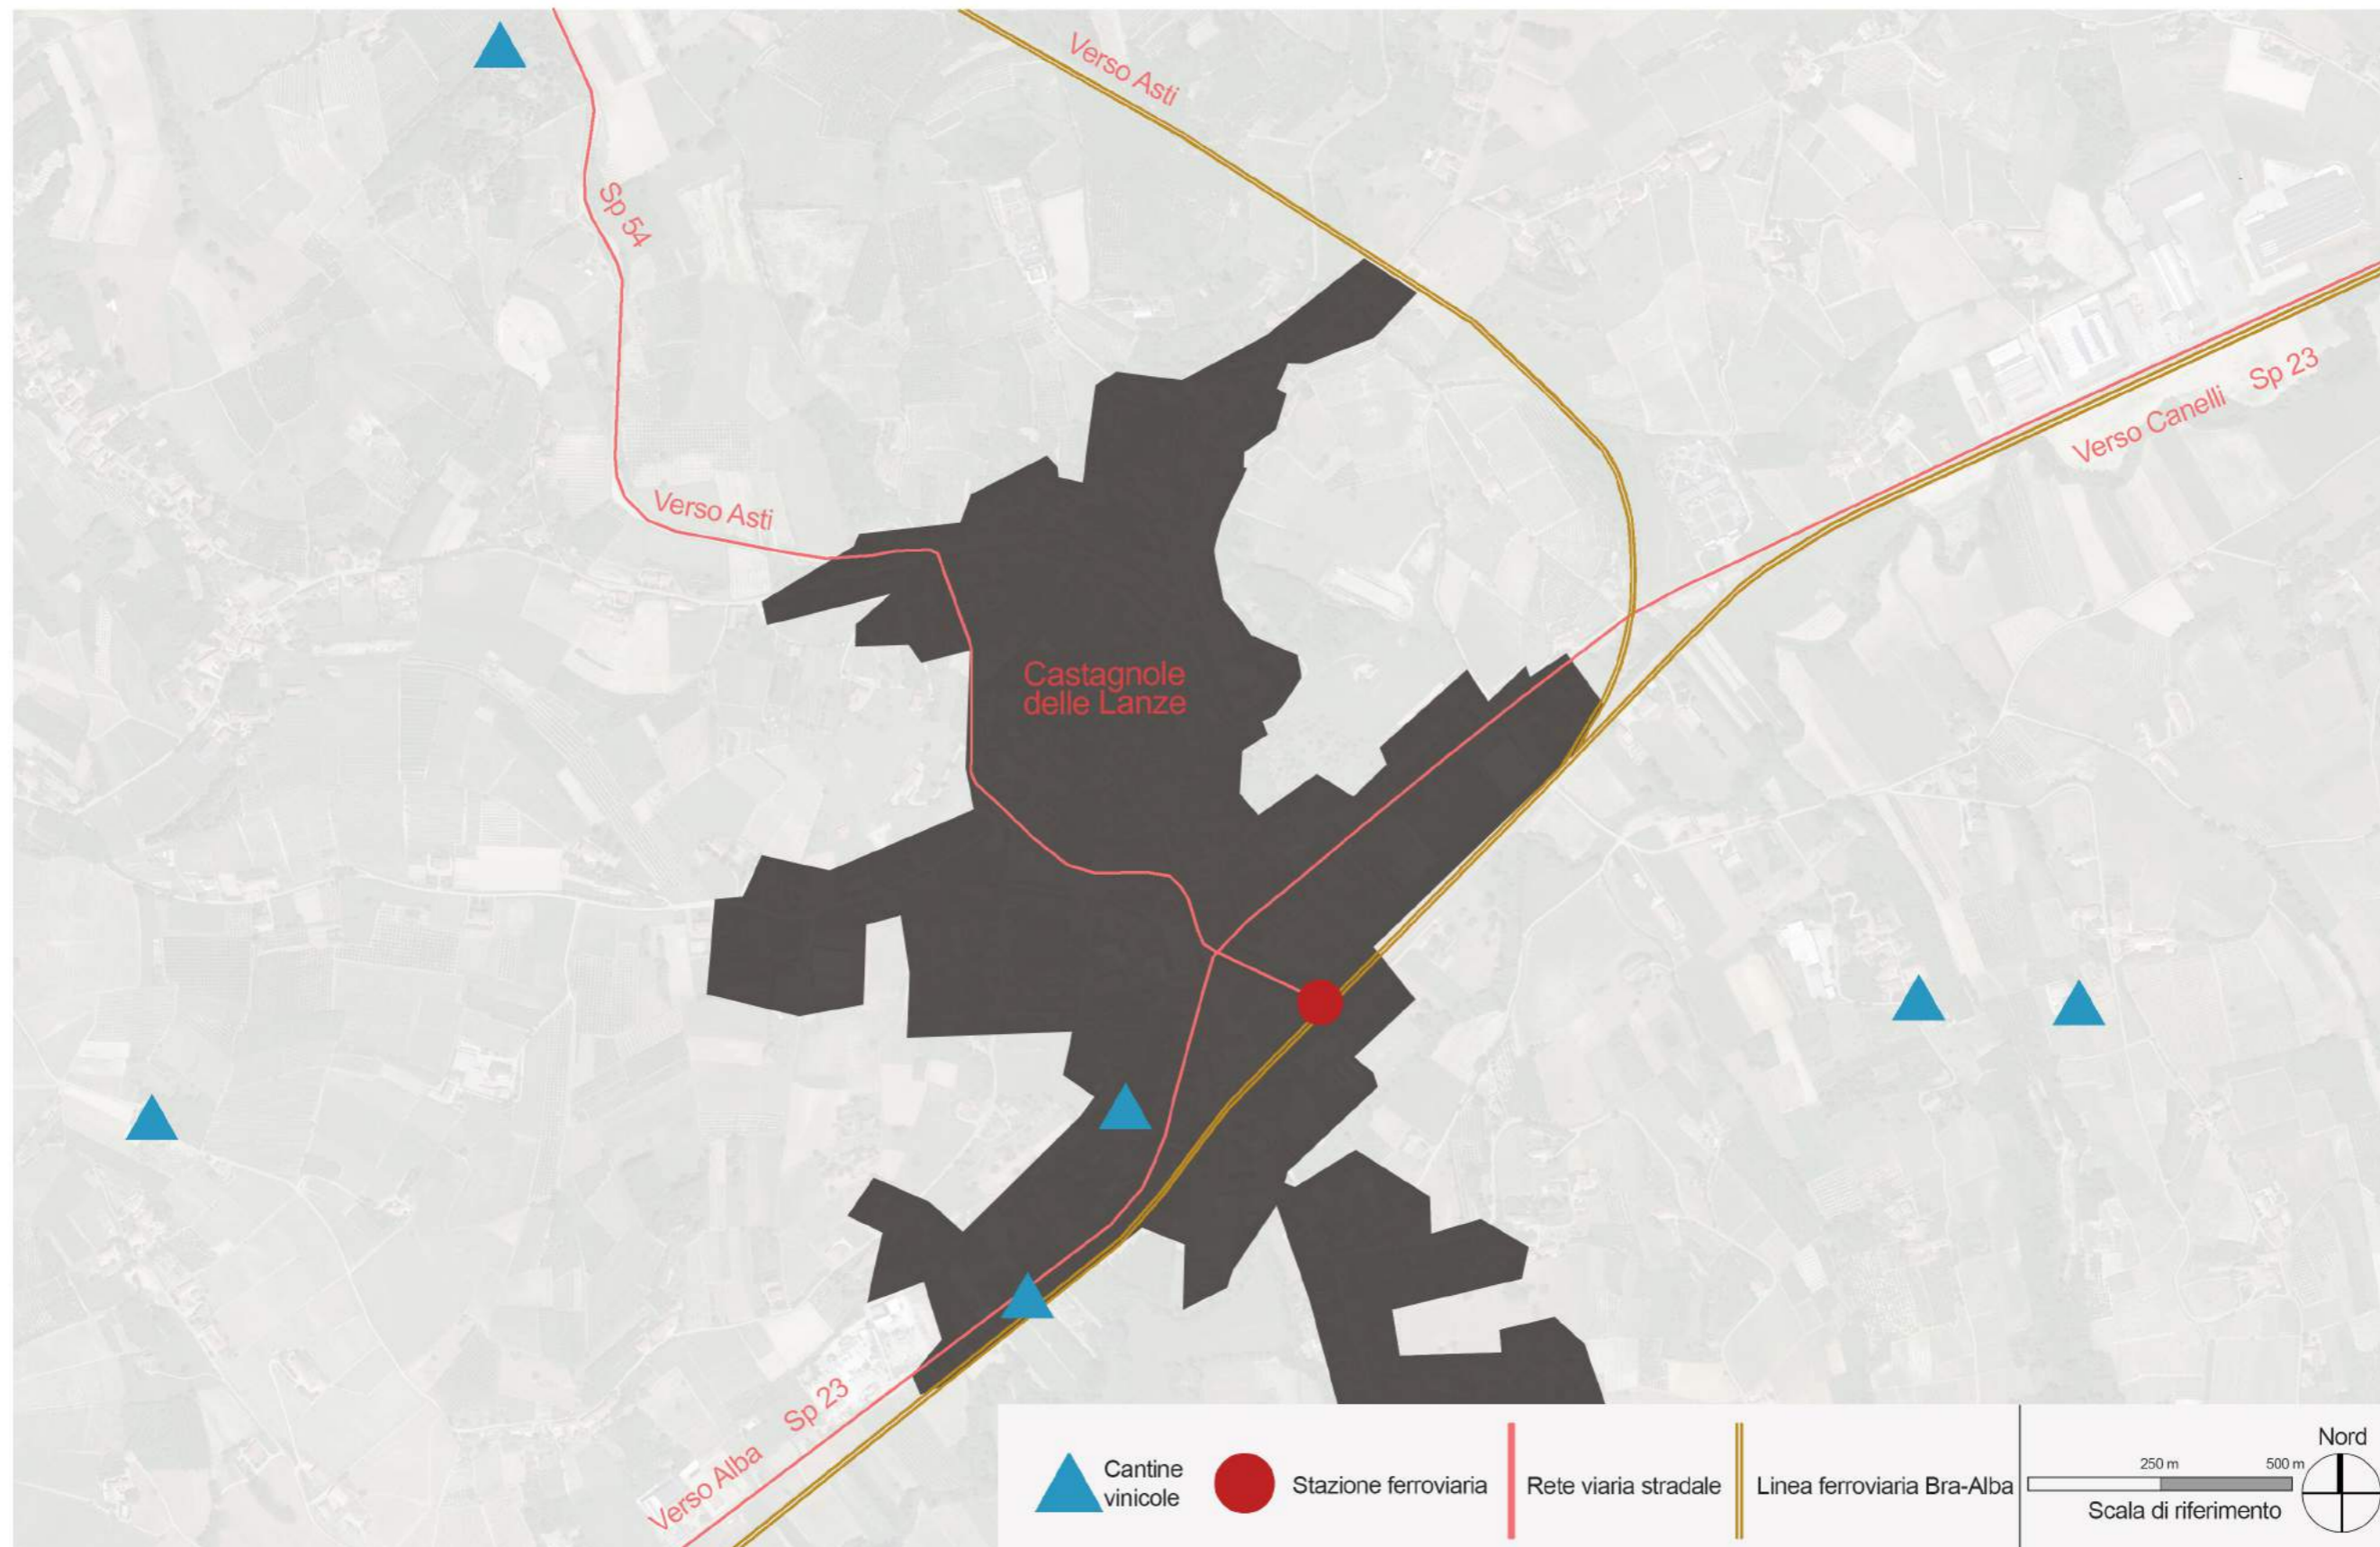 Verso Asti
Sp 54
Verso Canelli Sp 23
Verso Asti
Castagnole
delle Lanze
Verso Alba Sp 23
Cantine
vinicole
Stazione ferroviaria
Rete viaria stradale
Linea ferroviaria Bra-Alba
250 m 500 m
Scala di riferimento
Nord